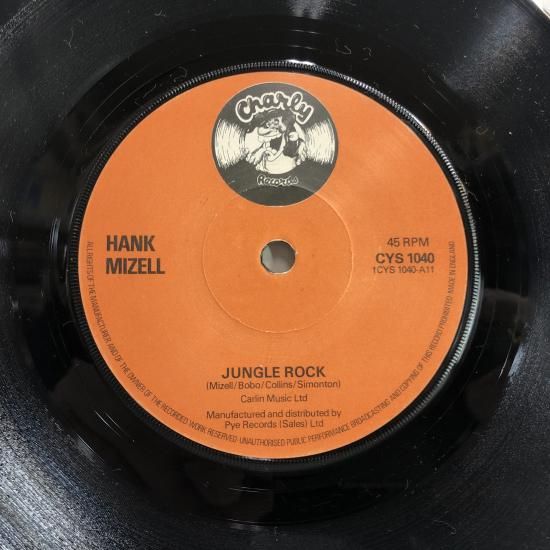 Charly
Records
HANK
MIZELL
45 RPM
CYS 1040
1CYS 1040-A11
JUNGLE ROCK
(Mizell/Bobo/Collins/Simonton)
Carlin Music Ltd
Manufactured and distributed by
Pye Records (Sales) Ltd
ALL RIGHTS OF THE MANUFACTURER AND OF THE OWNER OF THE RECORDED WORK RESERVED·UNAUTHORISED PUBLIC PERFORMANCE BROADCASTING AND COPYING OF THIS RECORD PROHIBITED·MADE IN ENGLAND